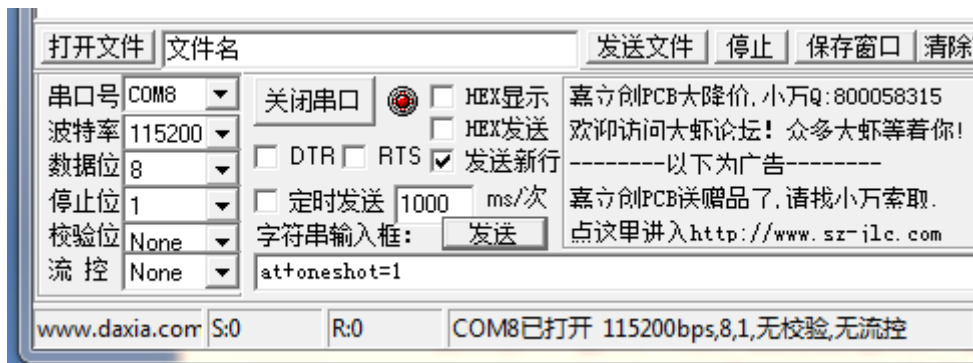 打开文件 文件名 发送文件 停止 保存窗口 清除
串口号 COM8 关闭串口 HEX显示 嘉立创PCB大降价,小万Q:800058315
波特率 115200 HEX发送 欢迎访问大虾论坛！众多大虾等着你!
数据位 8 DTR RTS 发送新行 --------以下为广告--------
停止位 1 定时发送 1000 ms/次 嘉立创PCB送赠品了,请找小万索取.
校验位 None 字符串输入框: 发送 点这里进入http://www.sz-jlc.com
流 控 None at+oneshot=1
www.daxia.com S:0 R:0 COM8已打开 115200bps,8,1,无校验,无流控